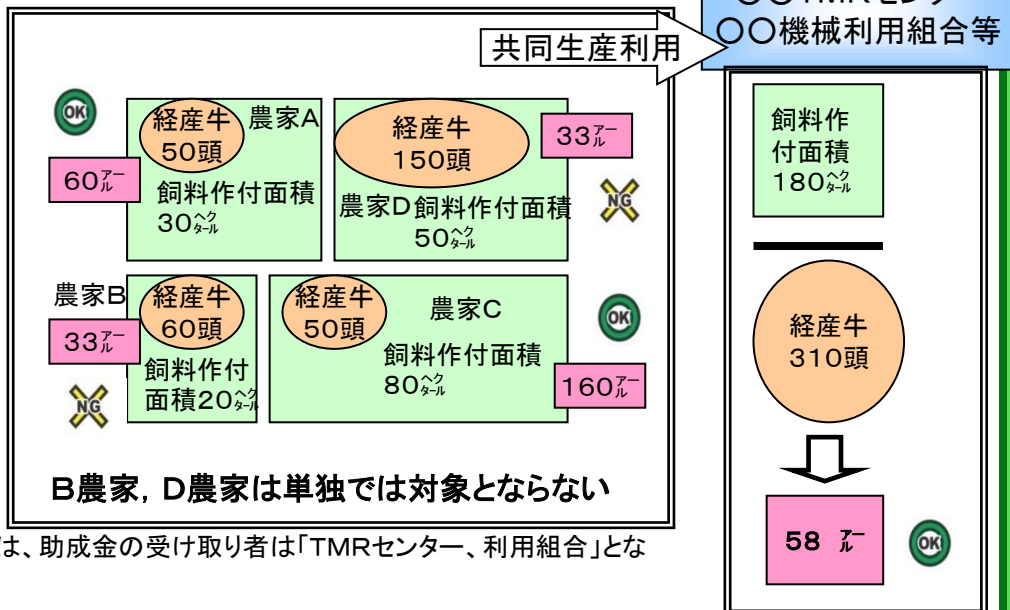 ○○TMRセンター
○○機械利用組合等
共同生産利用
OK
経産牛
50頭
農家A
60アール
飼料作付面積
30ヘクタール
経産牛
150頭
33アール
NG
農家D飼料作付面積
50ヘクタール
農家B
経産牛
60頭
33アール
NG
飼料作付
面積20ヘクタール
経産牛
50頭
農家C
OK
飼料作付面積
80ヘクタール
160アール
B農家，D農家は単独では対象とならない
は、助成金の受け取り者は「TMRセンター、利用組合」とな
飼料作
付面積
180ヘクタール
経産牛
310頭
58 アール
OK